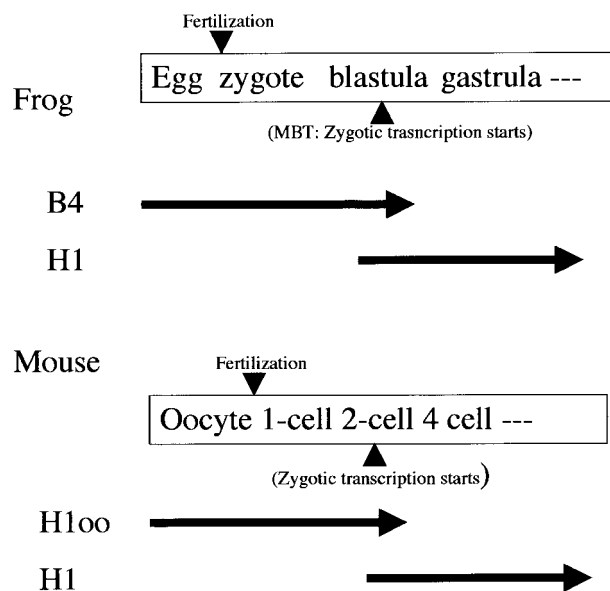 Fertilization
Egg zygote blastula gastrula ---
Frog
(MBT: Zygotic trasncription starts)
B4
H1
Mouse
Fertilization
Oocyte 1-cell 2-cell 4 cell ---
(Zygotic transcription starts)
H1oo
H1